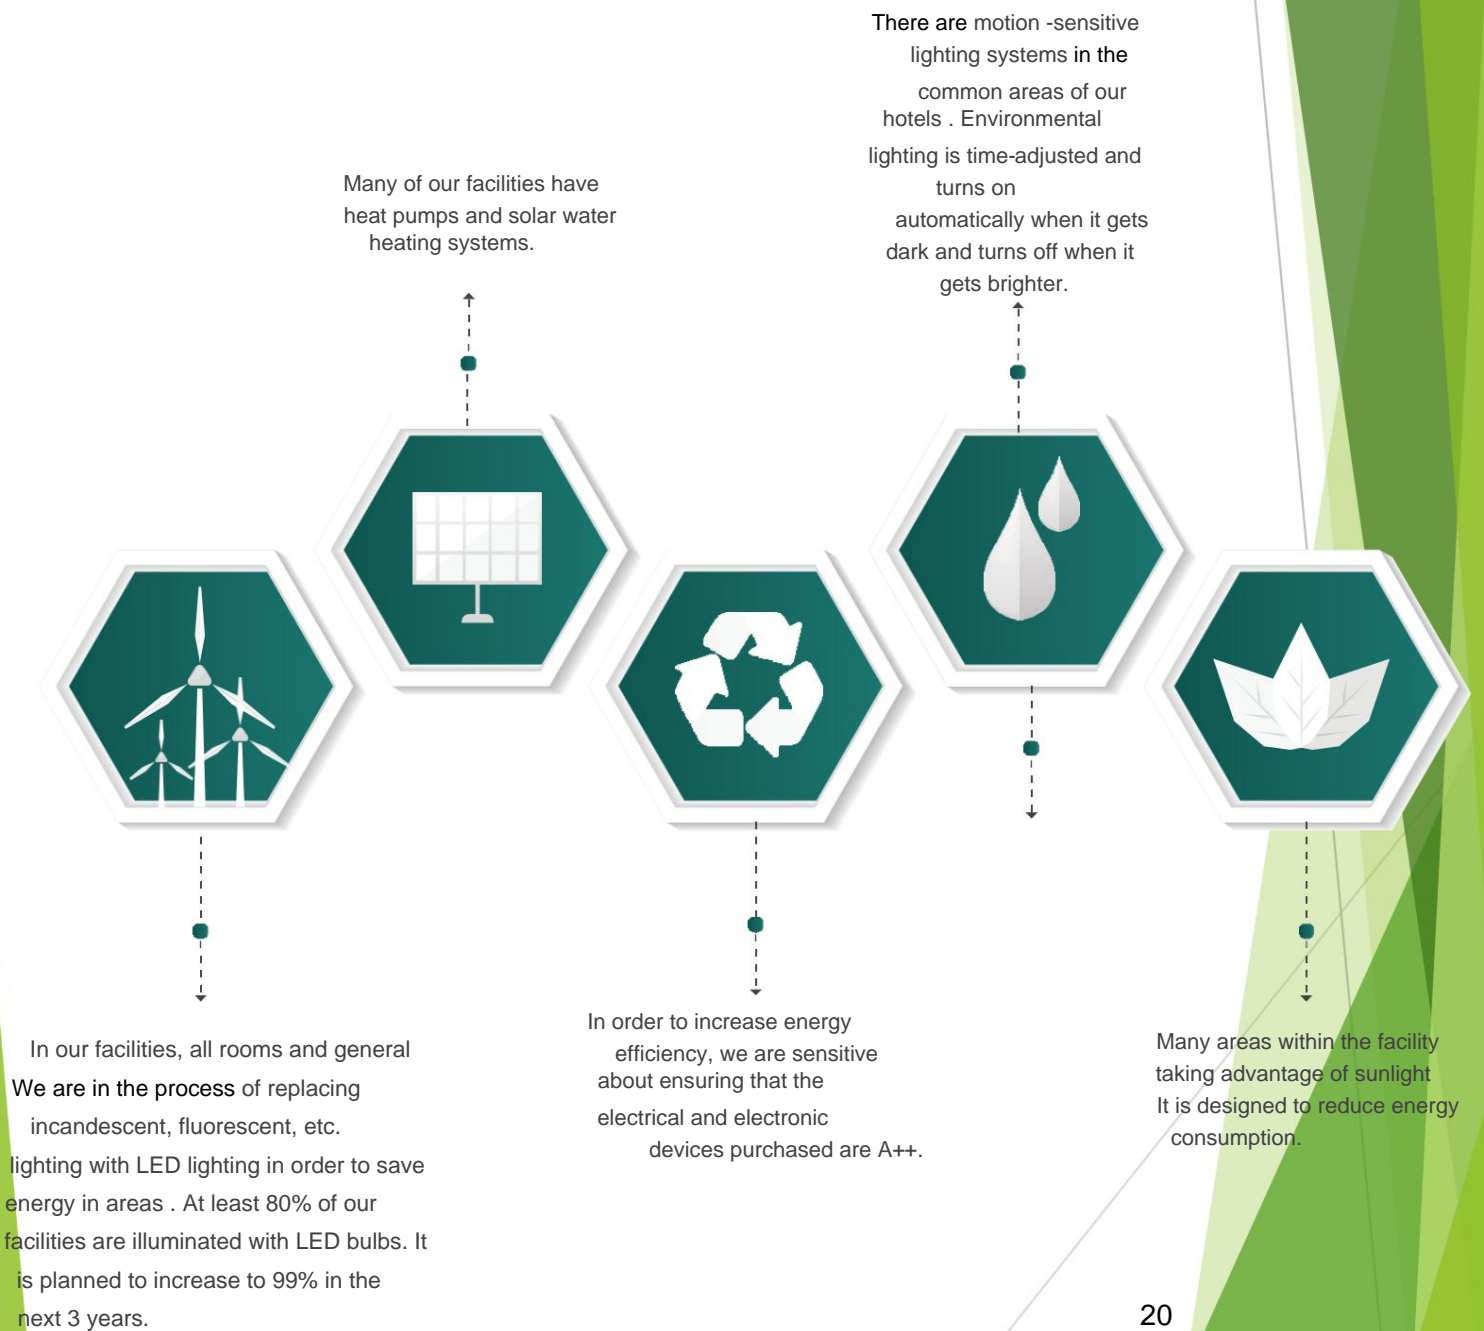 There are motion -sensitive
lighting systems in the
common areas of our
hotels . Environmental
lighting is time-adjusted and
turns on
automatically when it gets
dark and turns off when it
gets brighter.
Many of our facilities have
heat pumps and solar water
heating systems.
In our facilities, all rooms and general
We are in the process of replacing
incandescent, fluorescent, etc.
lighting with LED lighting in order to save
energy in areas . At least 80% of our
facilities are illuminated with LED bulbs. It
is planned to increase to 99% in the
next 3 years.
In order to increase energy
efficiency, we are sensitive
about ensuring that the
electrical and electronic
devices purchased are A++.
Many areas within the facility
taking advantage of sunlight
It is designed to reduce energy
consumption.
20